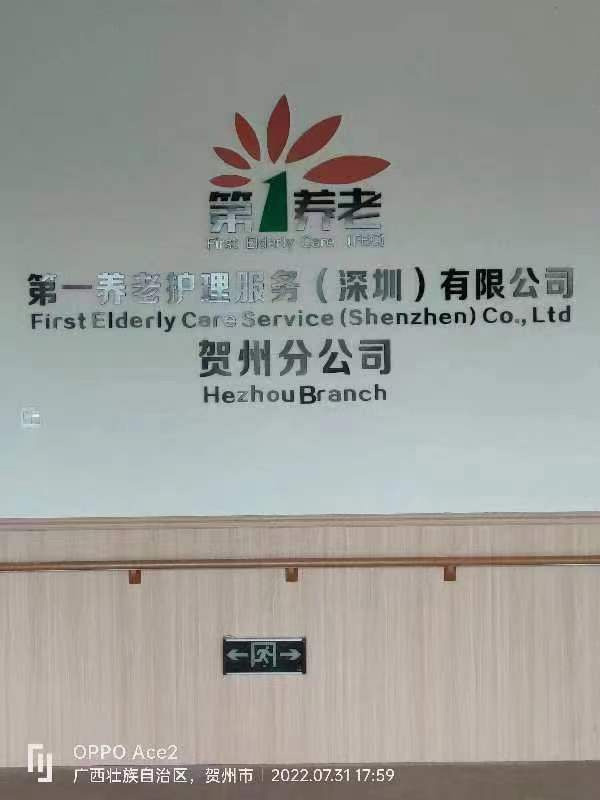 第1养老
First Elderly Care
第一养老护理服务（深圳）有限公司
First Elderly Care Service (Shenzhen) Co., Ltd
贺州分公司
Hezhou Branch
OPPO Ace2
广西壮族自治区，贺州市 | 2022.07.31 17:59